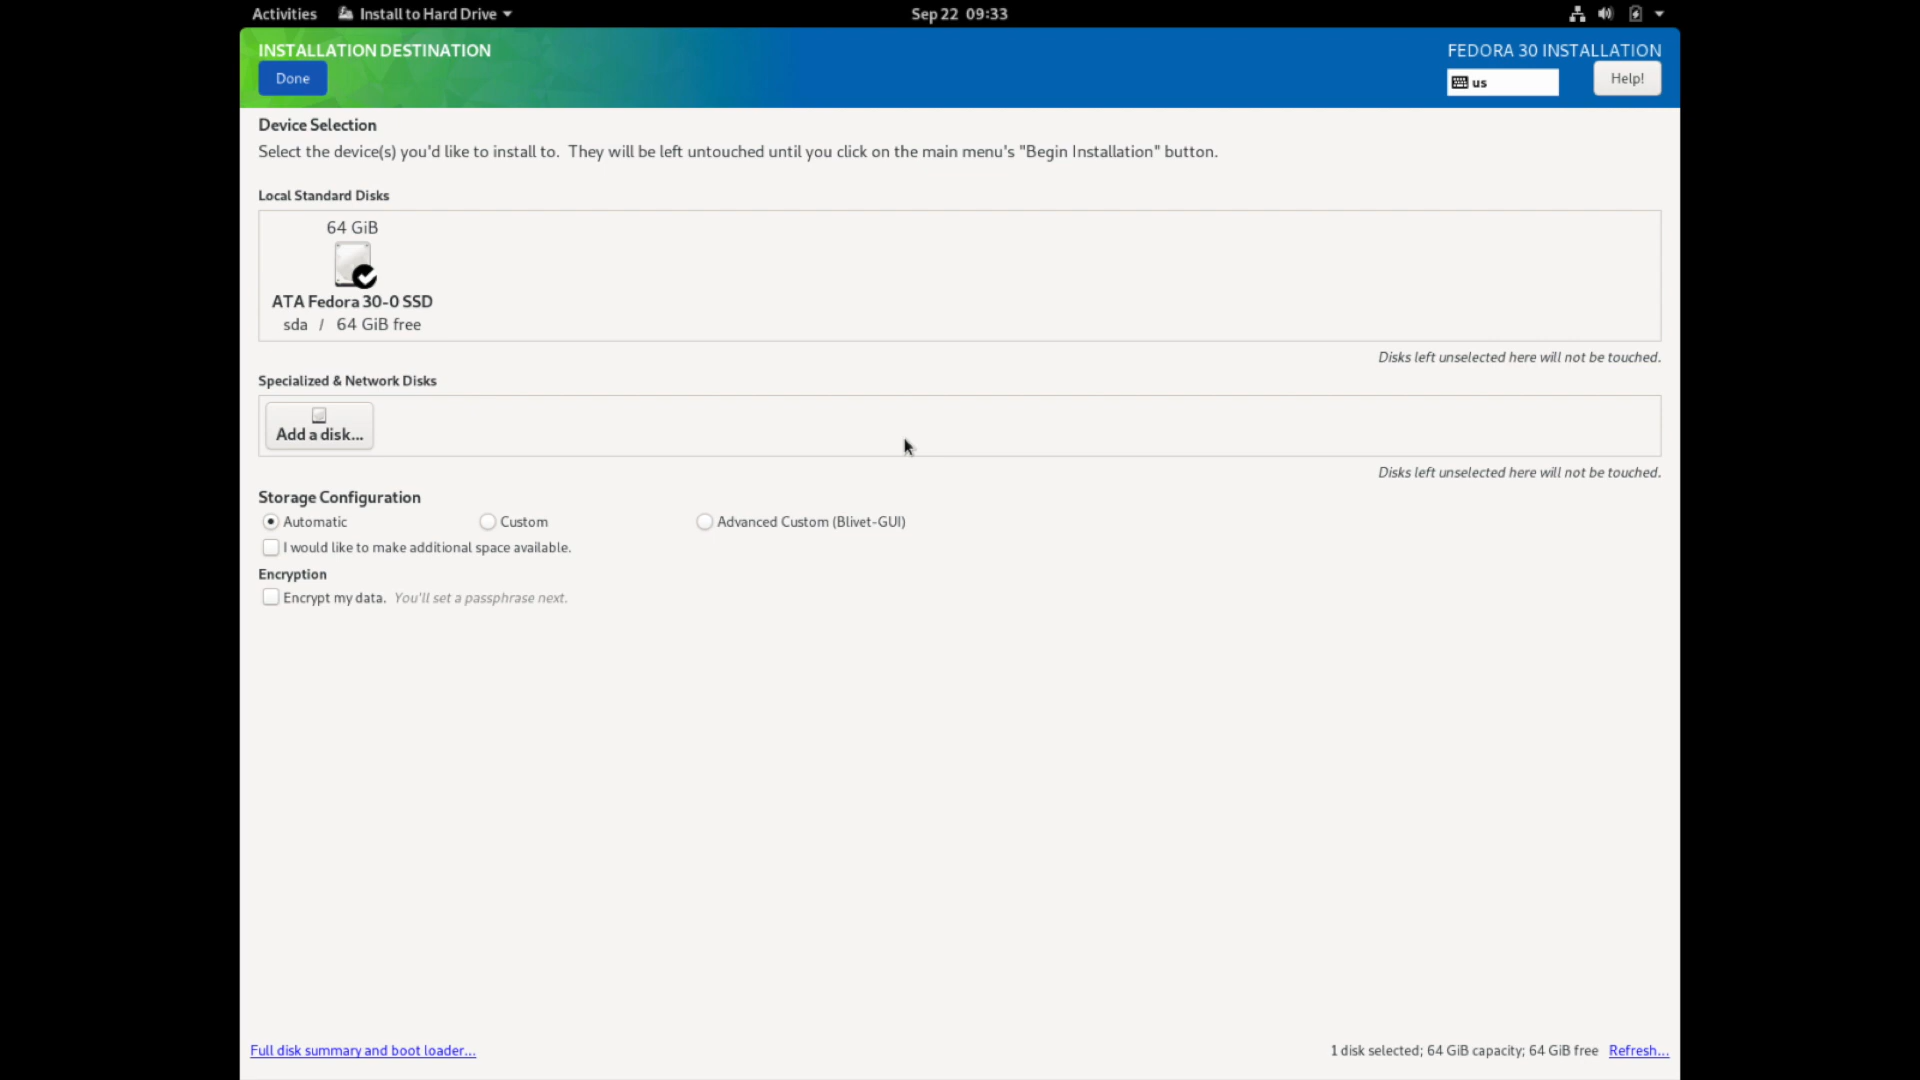 Activities Install to Hard Drive Sep 22 09:33
INSTALLATION DESTINATION FEDORA 30 INSTALLATION
Done us Help!
Device Selection
Select the device(s) you'd like to install to. They will be left untouched until you click on the main menu's "Begin Installation" button.
Local Standard Disks
64 GiB
ATA Fedora 30-0 SSD
sda / 64 GiB free
Disks left unselected here will not be touched.
Specialized & Network Disks
Add a disk...
Disks left unselected here will not be touched.
Storage Configuration
Automatic Custom Advanced Custom (Blivet-GUI)
I would like to make additional space available.
Encryption
Encrypt my data. You'll set a passphrase next.
Full disk summary and boot loader... 1 disk selected; 64 GiB capacity; 64 GiB free Refresh...